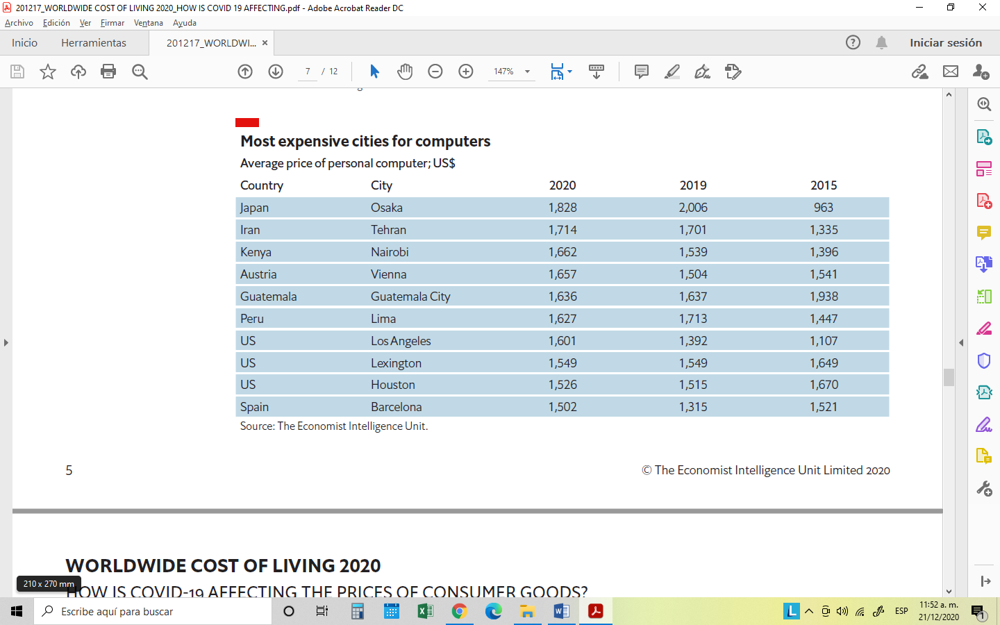 201217_WORLDWIDE COST OF LIVING 2020_HOW IS COVID 19 AFFECTING.pdf - Adobe Acrobat Reader DC
Archivo Edición Ver Firmar Ventana Ayuda
Inicio Herramientas 201217_WORLDWI... × Iniciar sesión
7 / 12 147%
Most expensive cities for computers
Average price of personal computer; US$
Country City 2020 2019 2015
Japan Osaka 1,828 2,006 963
Iran Tehran 1,714 1,701 1,335
Kenya Nairobi 1,662 1,539 1,396
Austria Vienna 1,657 1,504 1,541
Guatemala Guatemala City 1,636 1,637 1,938
Peru Lima 1,627 1,713 1,447
US Los Angeles 1,601 1,392 1,107
US Lexington 1,549 1,549 1,649
US Houston 1,526 1,515 1,670
Spain Barcelona 1,502 1,315 1,521
Source: The Economist Intelligence Unit.
5 © The Economist Intelligence Unit Limited 2020
WORLDWIDE COST OF LIVING 2020
210 x 270 mm
HOW IS COVID-19 AFFECTING THE PRICES OF CONSUMER GOODS?
Escribe aquí para buscar
L ESP 11:52 a. m.
21/12/2020
1